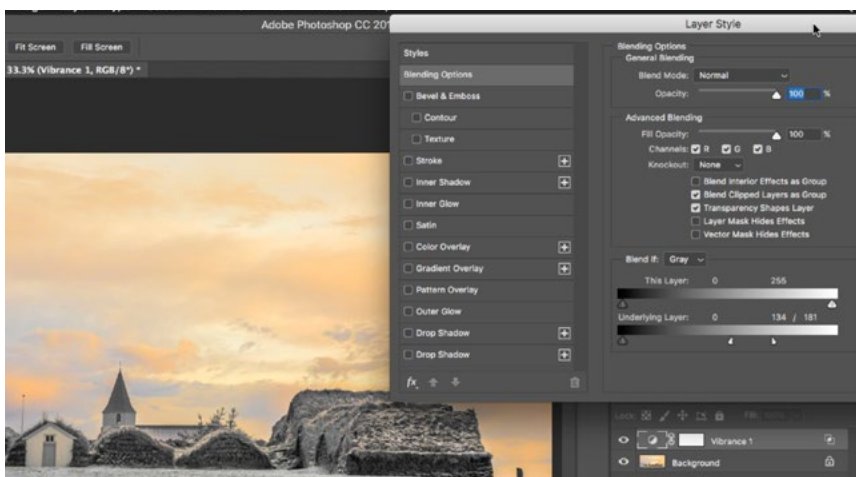 Adobe Photoshop CC 201
Layer Style
Fit Screen
Fill Screen
33.3% (Vibrance 1, RGB/8*) *
Styles
Blending Options
Bevel & Emboss
Contour
Texture
Stroke
Inner Shadow
Inner Glow
Satin
Color Overlay
Gradient Overlay
Pattern Overlay
Outer Glow
Drop Shadow
Drop Shadow
fx
Blending Options
General Blending
Blend Mode: Normal
Opacity: 100 %
Advanced Blending
Fill Opacity: 100 %
Channels: R G B
Knockout: None
Blend Interior Effects as Group
Blend Clipped Layers as Group
Transparency Shapes Layer
Layer Mask Hides Effects
Vector Mask Hides Effects
Blend If: Gray
This Layer: 0 255
Underlying Layer: 0 134 / 181
Lock:
Fill:
Vibrance 1
Background